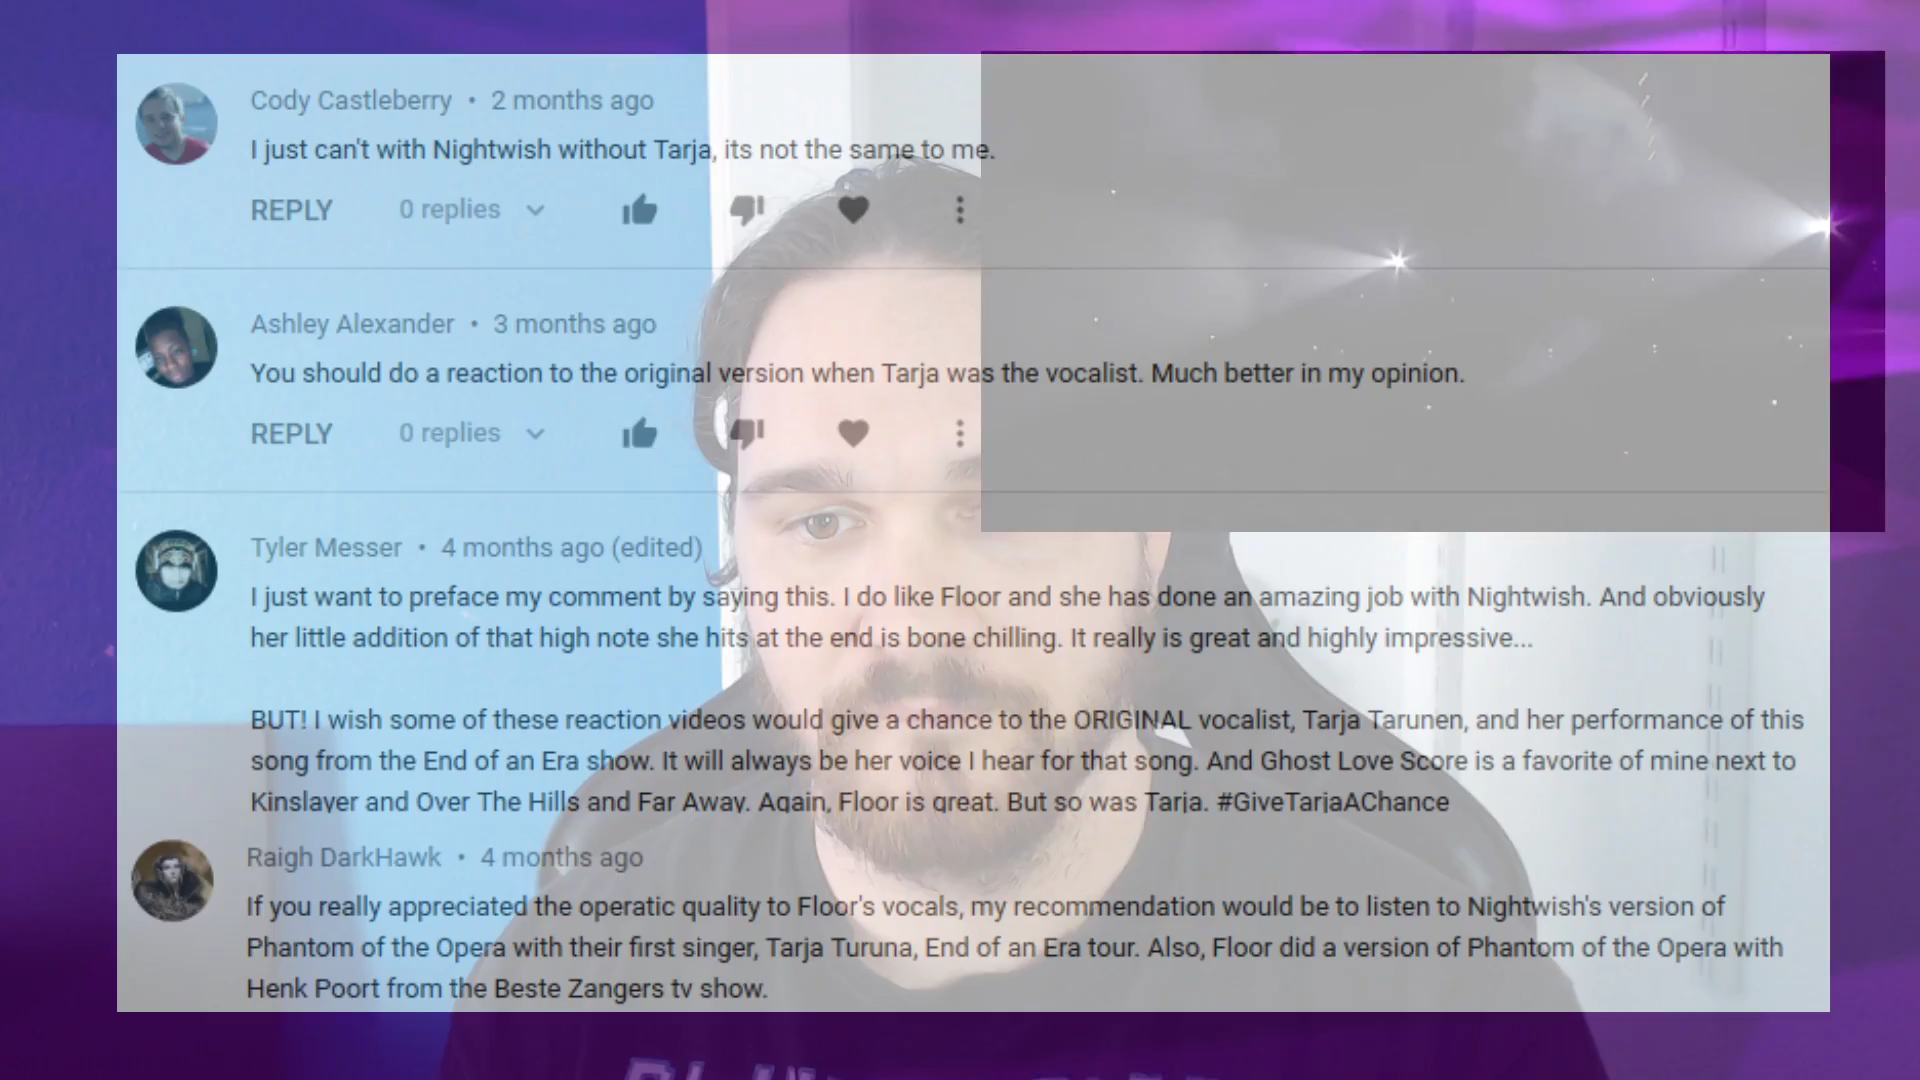 Cody Castleberry • 2 months ago
I just can't with Nightwish without Tarja, its not the same to me.
REPLY 0 replies
Ashley Alexander • 3 months ago
You should do a reaction to the original version when Tarja was the vocalist. Much better in my opinion.
REPLY 0 replies
Tyler Messer • 4 months ago (edited)
I just want to preface my comment by saying this. I do like Floor and she has done an amazing job with Nightwish. And obviously
her little addition of that high note she hits at the end is bone chilling. It really is great and highly impressive...
BUT! I wish some of these reaction videos would give a chance to the ORIGINAL vocalist, Tarja Tarunen, and her performance of this
song from the End of an Era show. It will always be her voice I hear for that song. And Ghost Love Score is a favorite of mine next to
Kinslayer and Over The Hills and Far Away. Again, Floor is great. But so was Tarja. #GiveTarjaAChance
Raigh DarkHawk • 4 months ago
If you really appreciated the operatic quality to Floor's vocals, my recommendation would be to listen to Nightwish's version of
Phantom of the Opera with their first singer, Tarja Turuna, End of an Era tour. Also, Floor did a version of Phantom of the Opera with
Henk Poort from the Beste Zangers tv show.